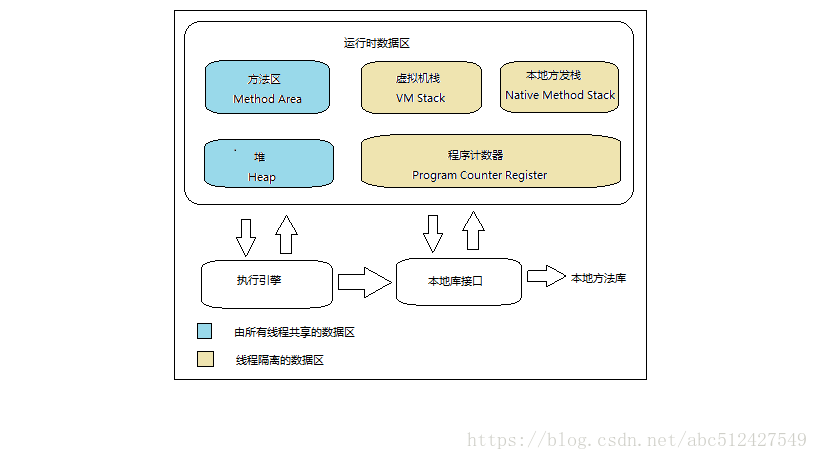 运行时数据区
方法区
Method Area
虚拟机栈
VM Stack
本地方发栈
Native Method Stack
堆
Heap
程序计数器
Program Counter Register
执行引擎
本地库接口
本地方法库
由所有线程共享的数据区
线程隔离的数据区
https://blog.csdn.net/abc512427549